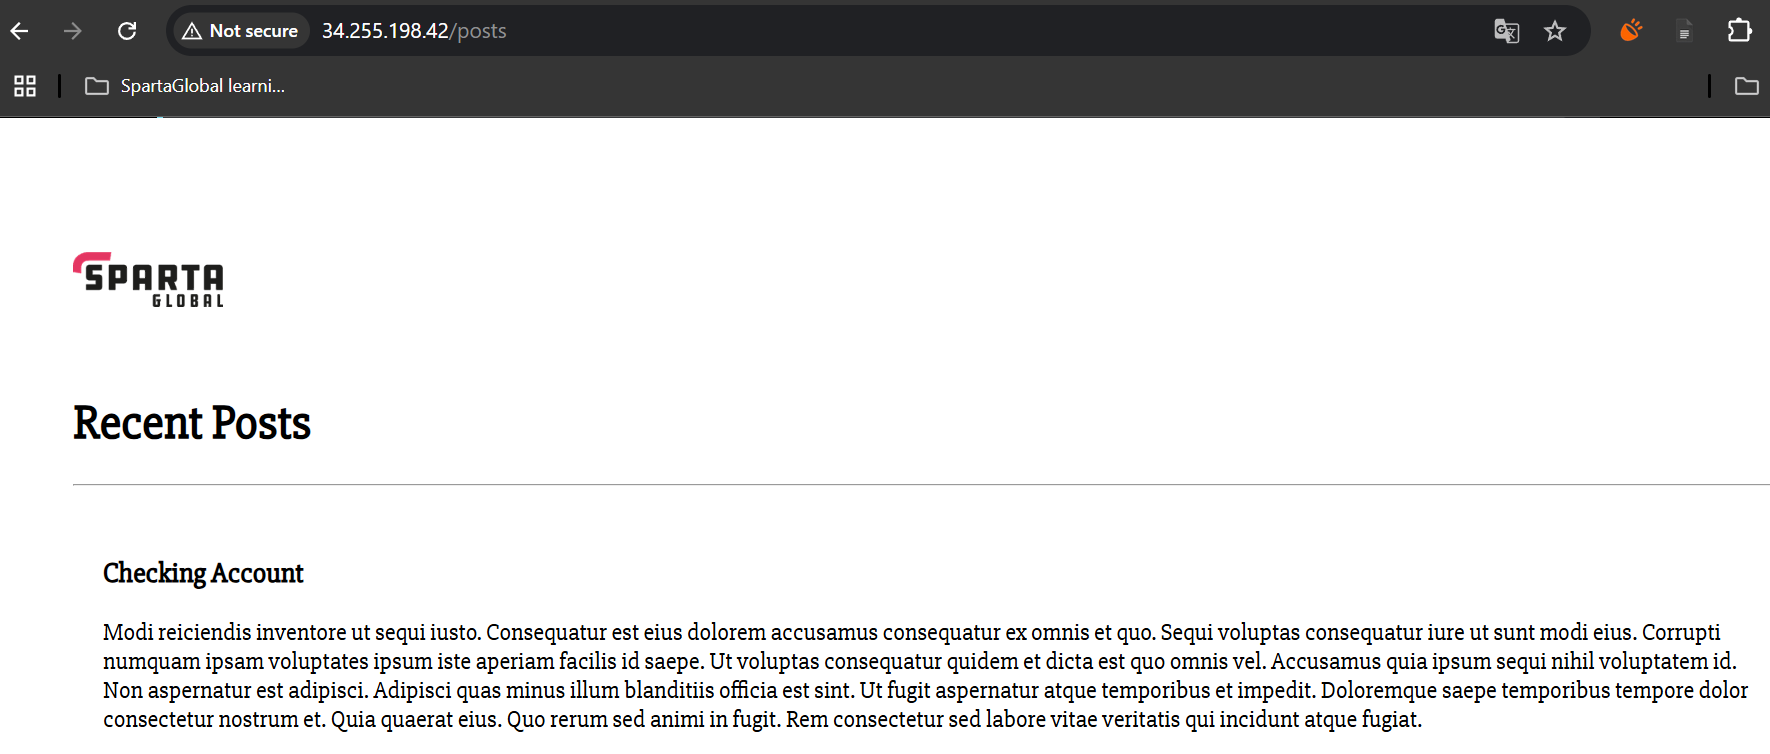 Not secure 34.255.198.42/posts
SpartaGlobal learni...
SPARTA
GLOBAL
Recent Posts
Checking Account
Modi reiciendis inventore ut sequi iusto. Consequatur est eius dolorem accusamus consequatur ex omnis et quo. Sequi voluptas consequatur iure ut sunt modi eius. Corrupti
numquam ipsam voluptates ipsum iste aperiam facilis id saepe. Ut voluptas consequatur quidem et dicta est quo omnis vel. Accusamus quia ipsum sequi nihil voluptatem id.
Non aspernatur est adipisci. Adipisci quas minus illum blanditiis officia est sint. Ut fugit aspernatur atque temporibus et impedit. Doloremque saepe temporibus tempore dolor
consectetur nostrum et. Quia quaerat eius. Quo rerum sed animi in fugit. Rem consectetur sed labore vitae veritatis qui incidunt atque fugiat.